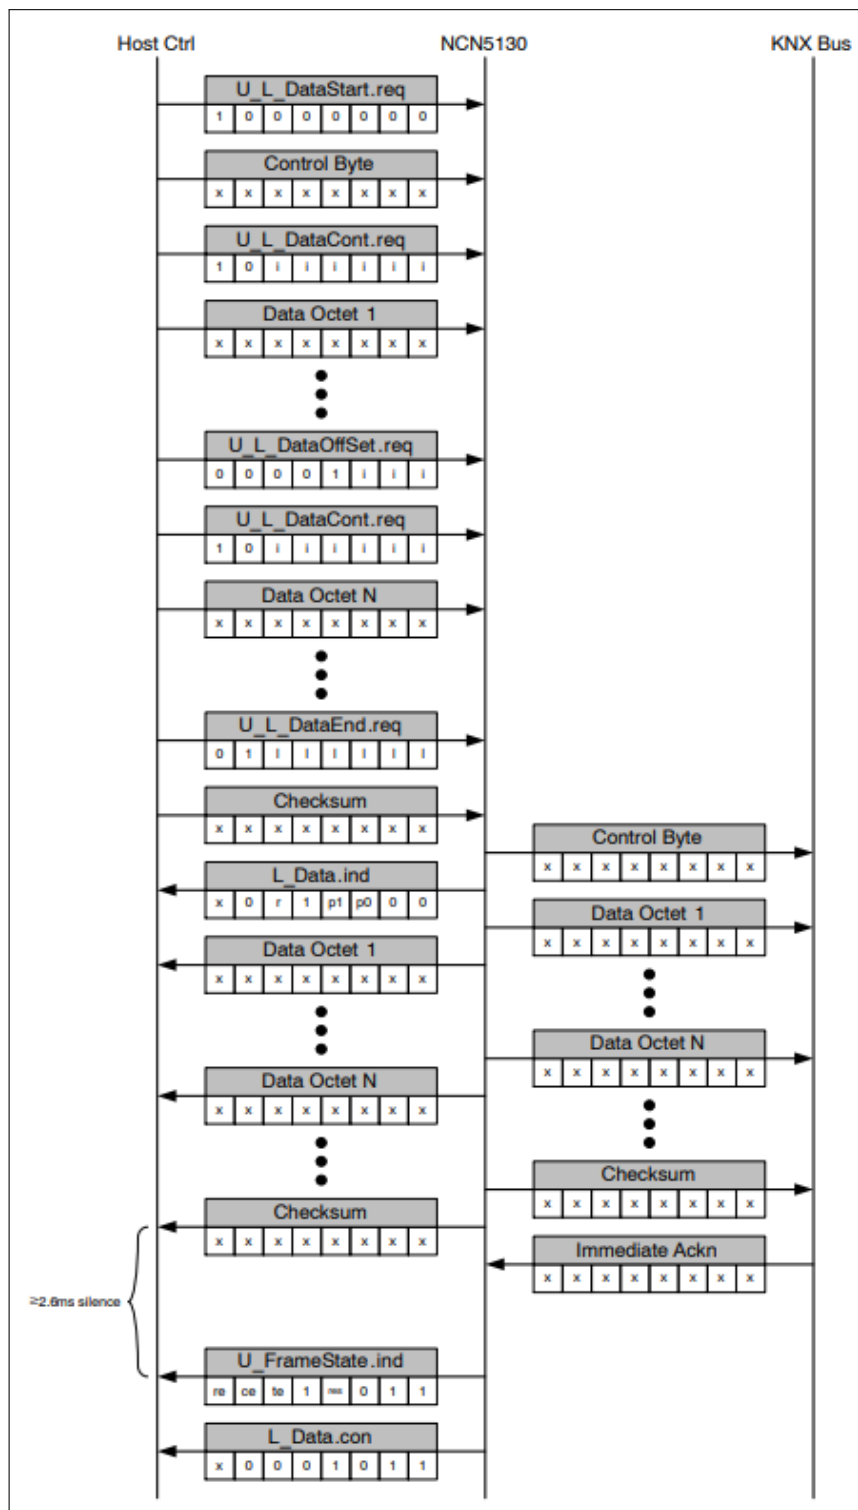 Host Ctrl NCN5130 KNX Bus
U_L_DataStart.req
1 0 0 0 0 0 0 0
Control Byte
x x x x x x x x
U_L_DataCont.req
1 0 i i i i i i
Data Octet 1
x x x x x x x x
U_L_DataOffSet.req
0 0 0 0 1 i i i
U_L_DataCont.req
1 0 i i i i i i
Data Octet N
x x x x x x x x
U_L_DataEnd.req
0 1 l l l l l l
Checksum
x x x x x x x x
Control Byte
x x x x x x x x
L_Data.ind
x 0 r 1 p1 p0 0 0
Data Octet 1
x x x x x x x x
Data Octet 1
x x x x x x x x
Data Octet N
x x x x x x x x
Data Octet N
x x x x x x x x
Checksum
x x x x x x x x
Checksum
x x x x x x x x
Immediate Ackn
x x x x x x x x
≥2.6ms silence
U_FrameState.ind
re ce te 1 res 0 1 1
L_Data.con
x 0 0 0 1 0 1 1